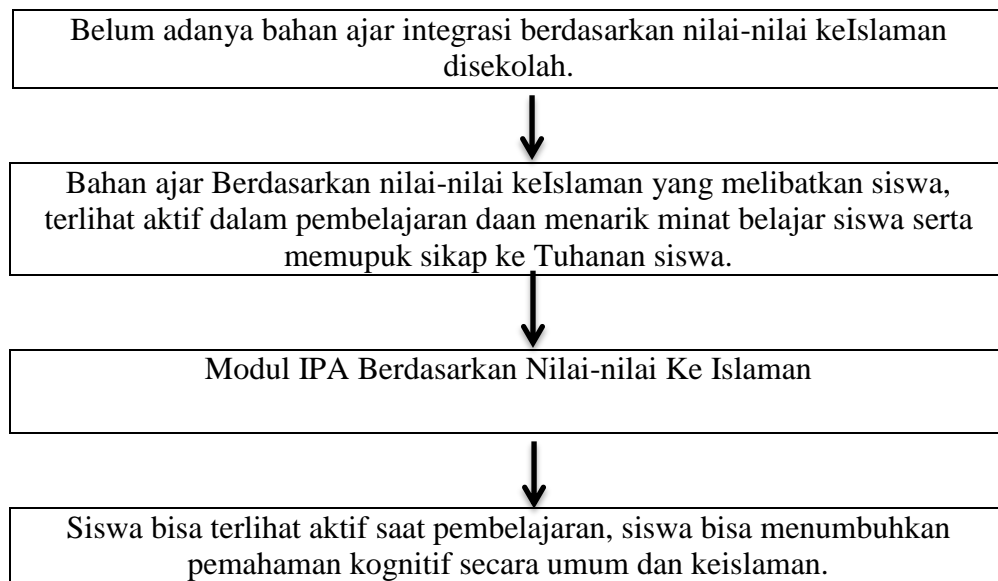 Belum adanya bahan ajar integrasi berdasarkan nilai-nilai keIslaman
disekolah.
Bahan ajar Berdasarkan nilai-nilai keIslaman yang melibatkan siswa,
terlihat aktif dalam pembelajaran daan menarik minat belajar siswa serta
memupuk sikap ke Tuhanan siswa.
Modul IPA Berdasarkan Nilai-nilai Ke Islaman
Siswa bisa terlihat aktif saat pembelajaran, siswa bisa menumbuhkan
pemahaman kognitif secara umum dan keislaman.